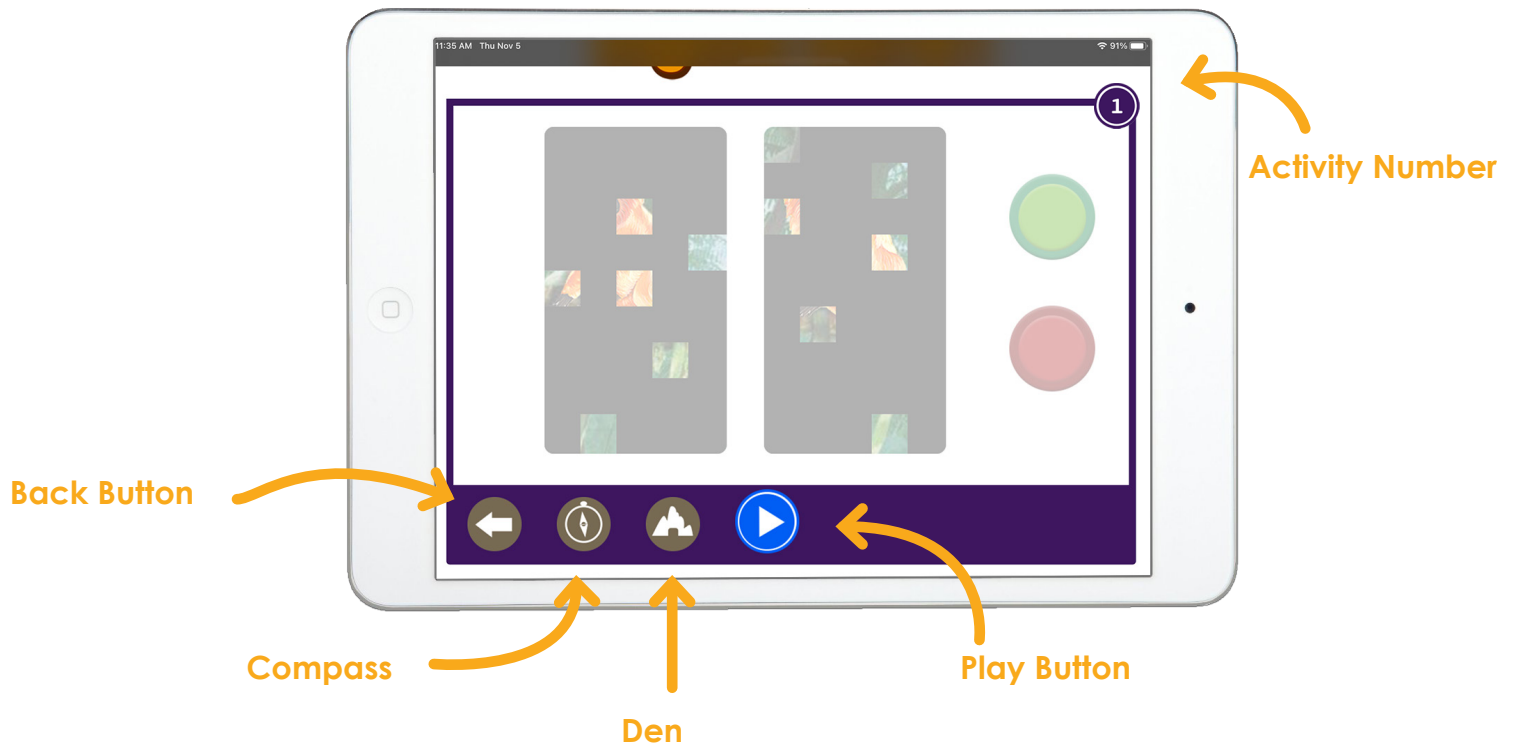 11:35 AM Thu Nov 5
91%
1
Activity Number
Back Button
Compass
Play Button
Den